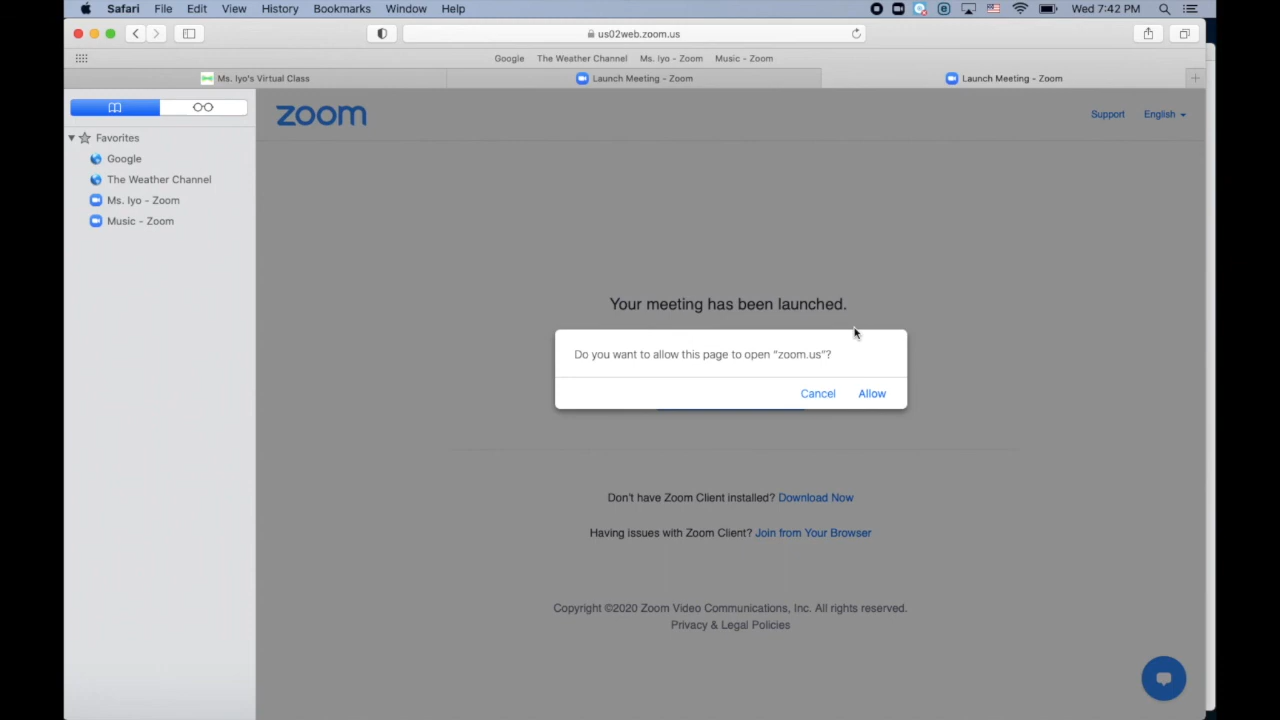 Safari File Edit View History Bookmarks Window Help Wed 7:42 PM
us02web.zoom.us
Google The Weather Channel Ms. Iyo - Zoom Music - Zoom
Ms. Iyo's Virtual Class Launch Meeting - Zoom Launch Meeting - Zoom
zoom Support English
Favorites
Google
The Weather Channel
Ms. Iyo - Zoom
Music - Zoom
Your meeting has been launched.
Do you want to allow this page to open "zoom.us"?
Cancel Allow
Don't have Zoom Client installed? Download Now
Having issues with Zoom Client? Join from Your Browser
Copyright ©2020 Zoom Video Communications, Inc. All rights reserved.
Privacy & Legal Policies